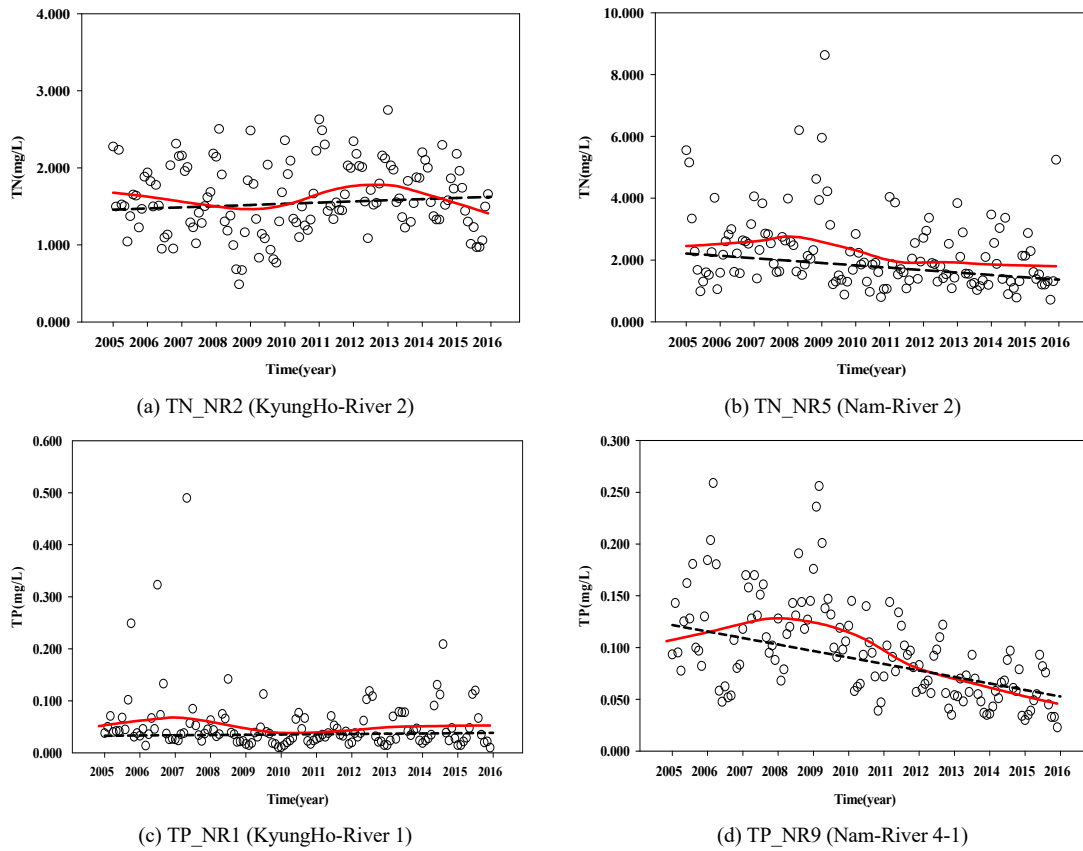 4.000
3.000
2.000
1.000
0.000
TN(mg/L)
2005 2006 2007 2008 2009 2010 2011 2012 2013 2014 2015 2016
Time(year)
(a) TN_NR2 (KyungHo-River 2)
10.000
8.000
6.000
4.000
2.000
0.000
TN(mg/L)
2005 2006 2007 2008 2009 2010 2011 2012 2013 2014 2015 2016
Time(year)
(b) TN_NR5 (Nam-River 2)
0.600
0.500
0.400
0.300
0.200
0.100
0.000
TP(mg/L)
2005 2006 2007 2008 2009 2010 2011 2012 2013 2014 2015 2016
Time(year)
(c) TP_NR1 (KyungHo-River 1)
0.300
0.250
0.200
0.150
0.100
0.050
0.000
TP(mg/L)
2005 2006 2007 2008 2009 2010 2011 2012 2013 2014 2015 2016
Time(year)
(d) TP_NR9 (Nam-River 4-1)